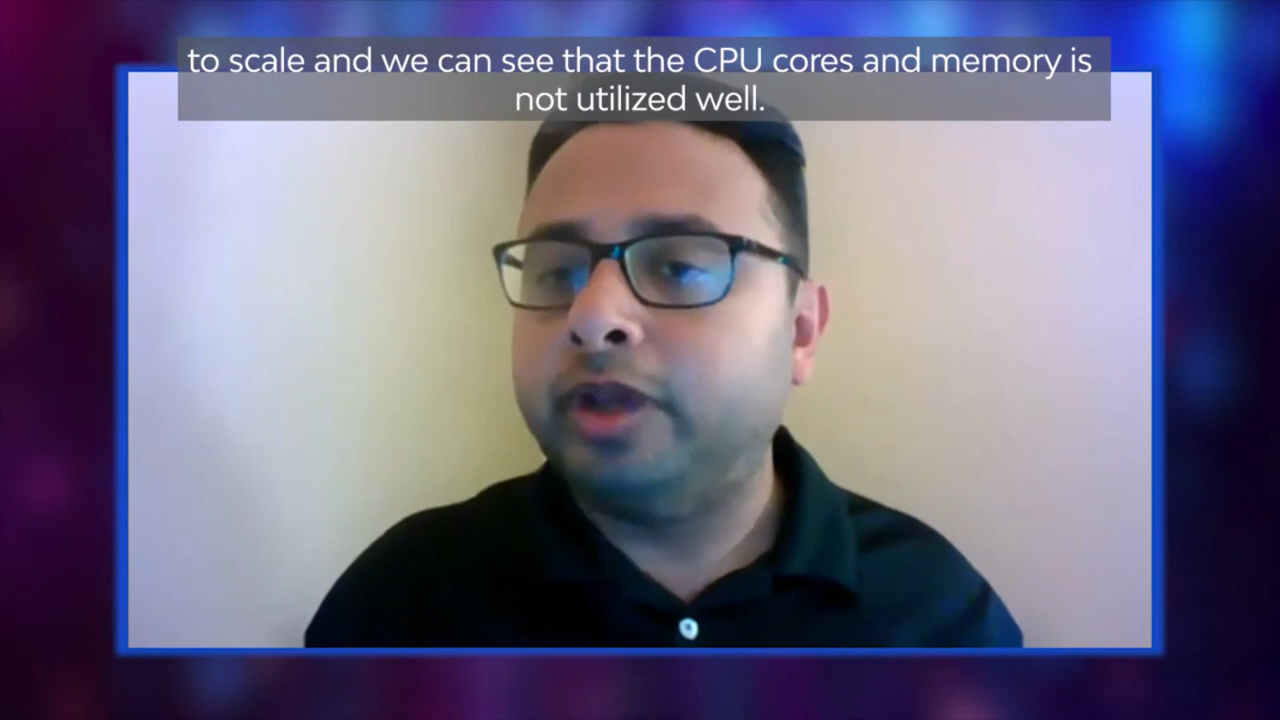 to scale and we can see that the CPU cores and memory is
not utilized well.